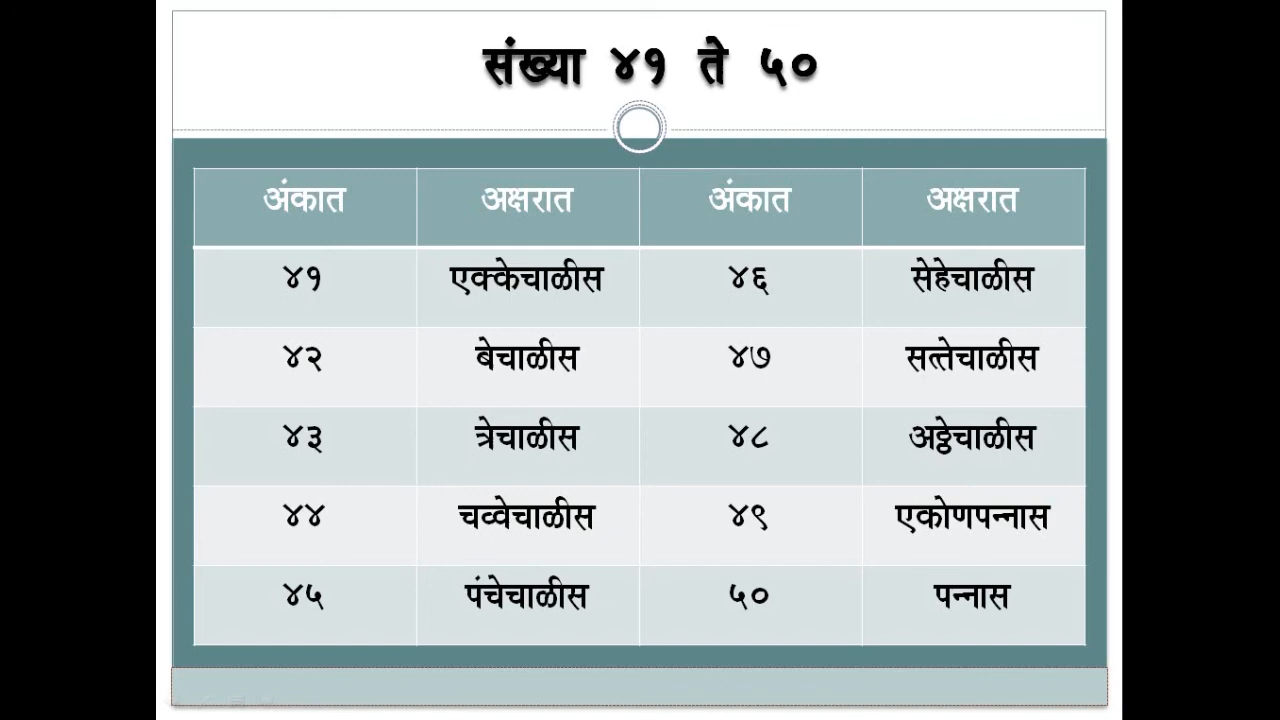 संख्या ४१ ते ५०
अंकात अक्षरात अंकात अक्षरात
४१ एक्केचाळीस ४६ सेहेचाळीस
४२ बेचाळीस ४७ सत्तेचाळीस
४३ त्रेचाळीस ४८ अठ्ठेचाळीस
४४ चव्वेचाळीस ४९ एकोणपन्नास
४५ पंचेचाळीस ५० पन्नास